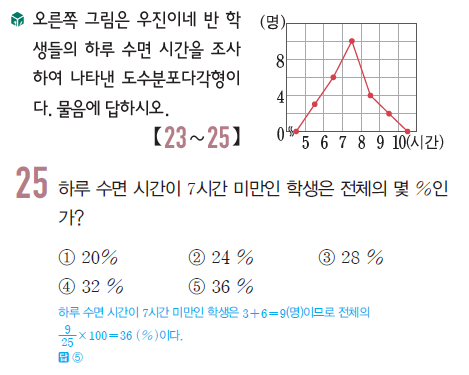 오른쪽 그림은 우진이네 반 학
생들의 하루 수면 시간을 조사
하여 나타낸 도수분포다각형이
다. 물음에 답하시오.
【23~25】
(명)
8
4
0
5 6 7 8 9 10(시간)
25 하루 수면 시간이 7시간 미만인 학생은 전체의 몇 %인
가?
① 20% ② 24 % ③ 28 %
④ 32 % ⑤ 36 %
하루 수면 시간이 7시간 미만인 학생은 3+6=9(명)이므로 전체의
9/25×100=36 (%)이다.
답 ⑤